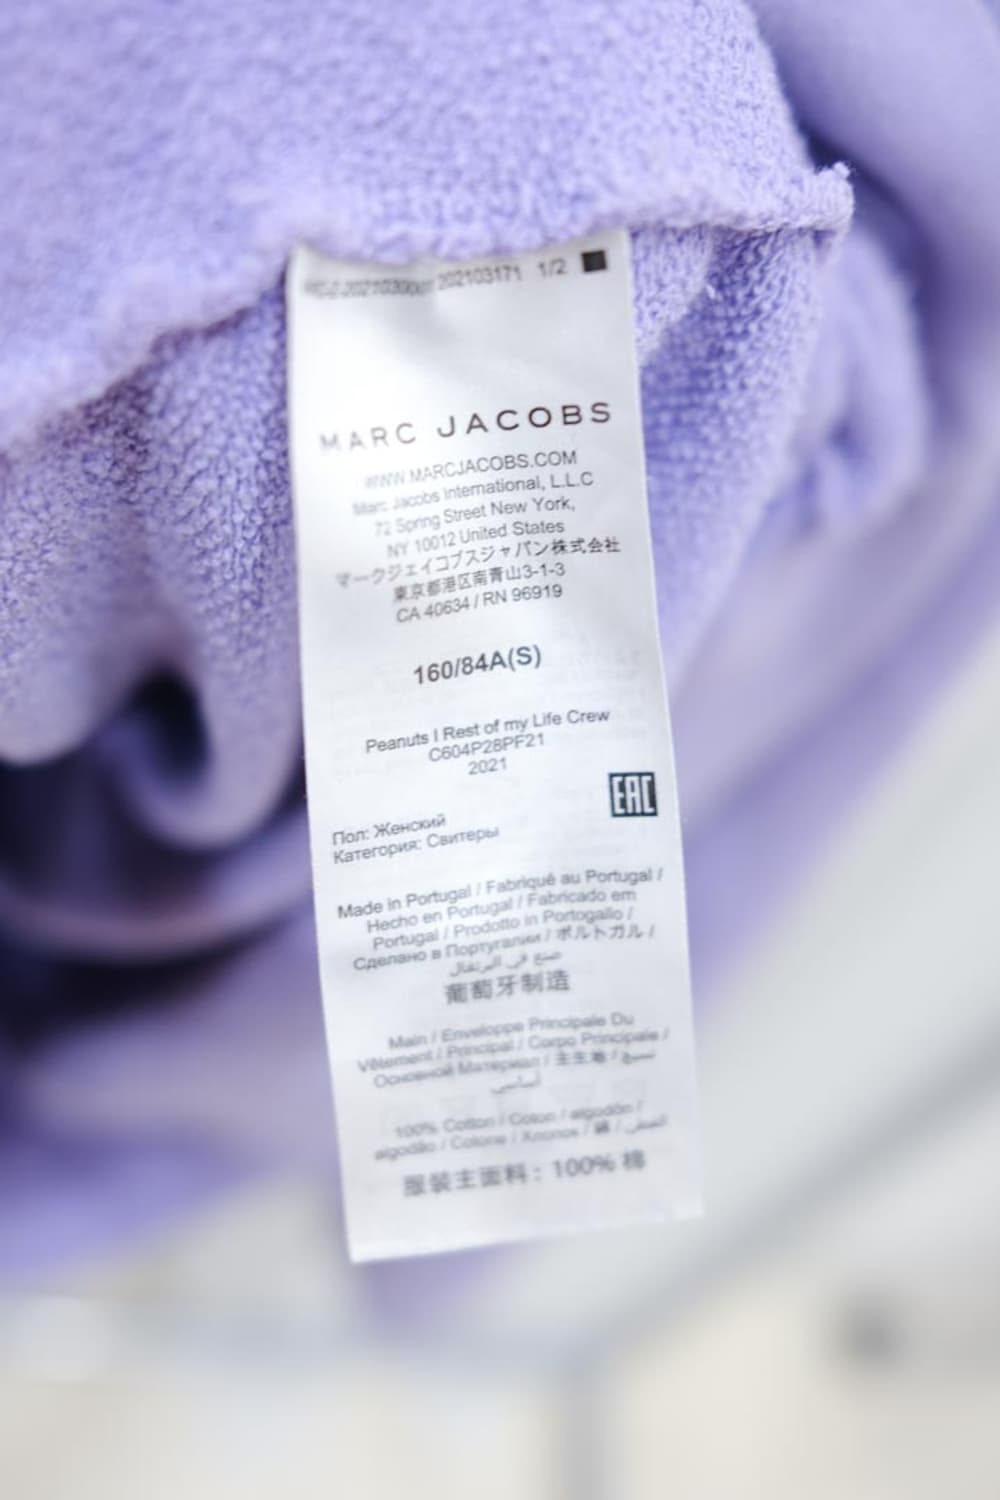 202103171 1/2
MARC JACOBS
WWW.MARCJACOBS.COM
Marc Jacobs International, L.L.C
72 Spring Street New York,
NY 10012 United States
マークジェイコブスジャパン株式会社
東京都港区南青山3-1-3
CA 40634 / RN 96919
160/84A(S)
Peanuts I Rest of my Life Crew
C604P28PF21
2021
EAC
Пол: Женский
Категория: Свитеры
Made in Portugal / Fabriqué au Portugal /
Hecho en Portugal / Fabricado em
Portugal / Prodotto in Portogallo /
Сделано в Португалии / ポルトガル /
صنع في البرتغال
葡萄牙制造
Main / Enveloppe Principale Du
Vêtement / Principal / Corpo Principale /
Основной Материал / 主生地 / نسيج
أساسي
100% Cotton / Coton / algodón /
algodão / Cotone / Хлопок / 綿 / القطن
服装主面料: 100% 棉